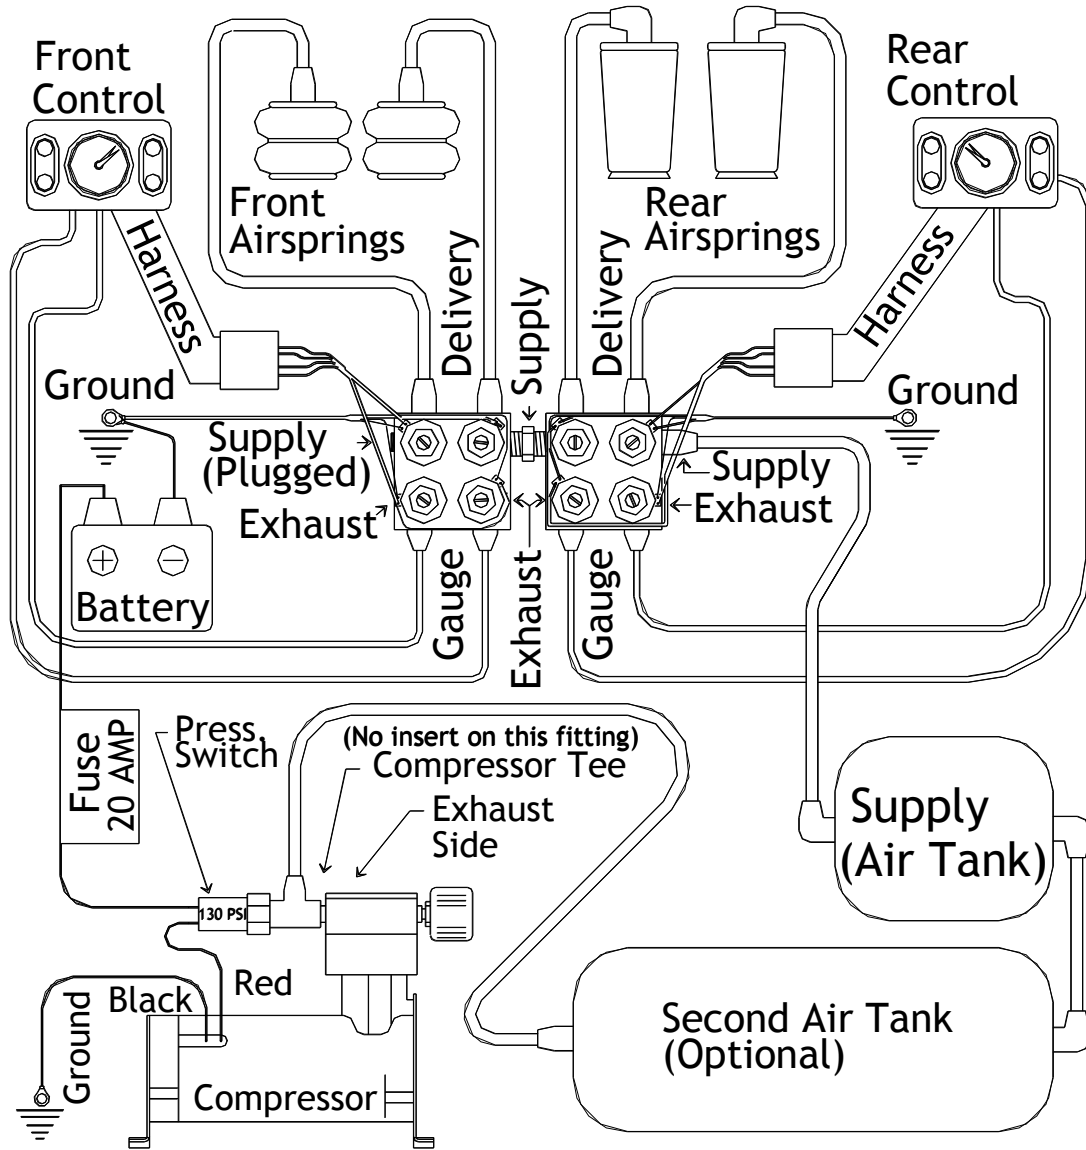 Front
Control
Rear
Control
Front
Airsprings
Rear
Airsprings
Harness
Delivery
Supply
Delivery
Harness
Ground
Ground
Supply
(Plugged)
Exhaust
Supply
Exhaust
Battery
Gauge
Exhaust
Gauge
Fuse
20 AMP
Press.
Switch
(No insert on this fitting)
Compressor Tee
Exhaust
Side
Supply
(Air Tank)
130 PSI
Red
Black
Ground
Compressor
Second Air Tank
(Optional)